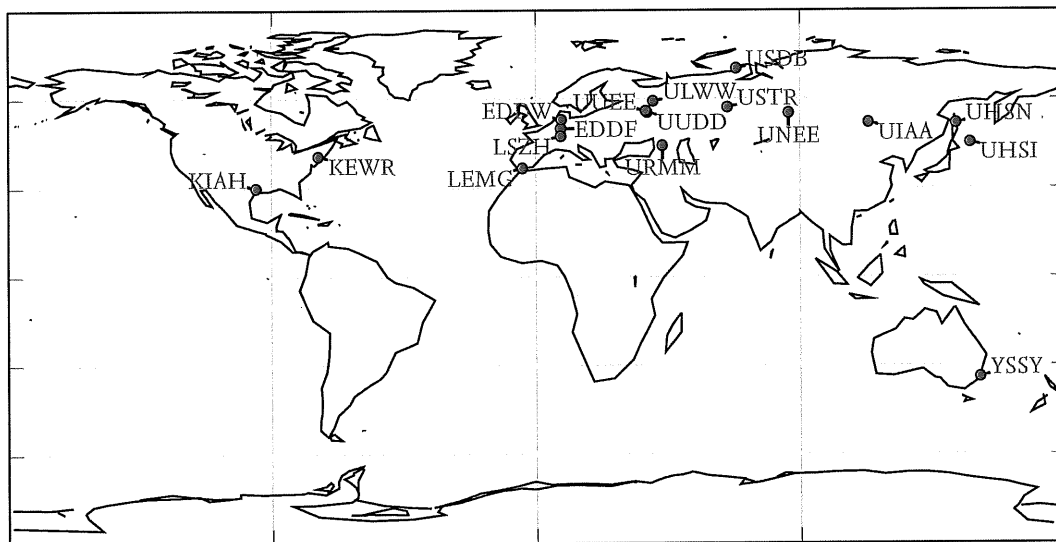 USDB
ULWW
USTR
UUEE
EDDW
UHSN
EDDF
UUDD
UNEE
UIAA
LSZH
UHSI
URMM
KEWR
LEMG
KIAH
YSSY